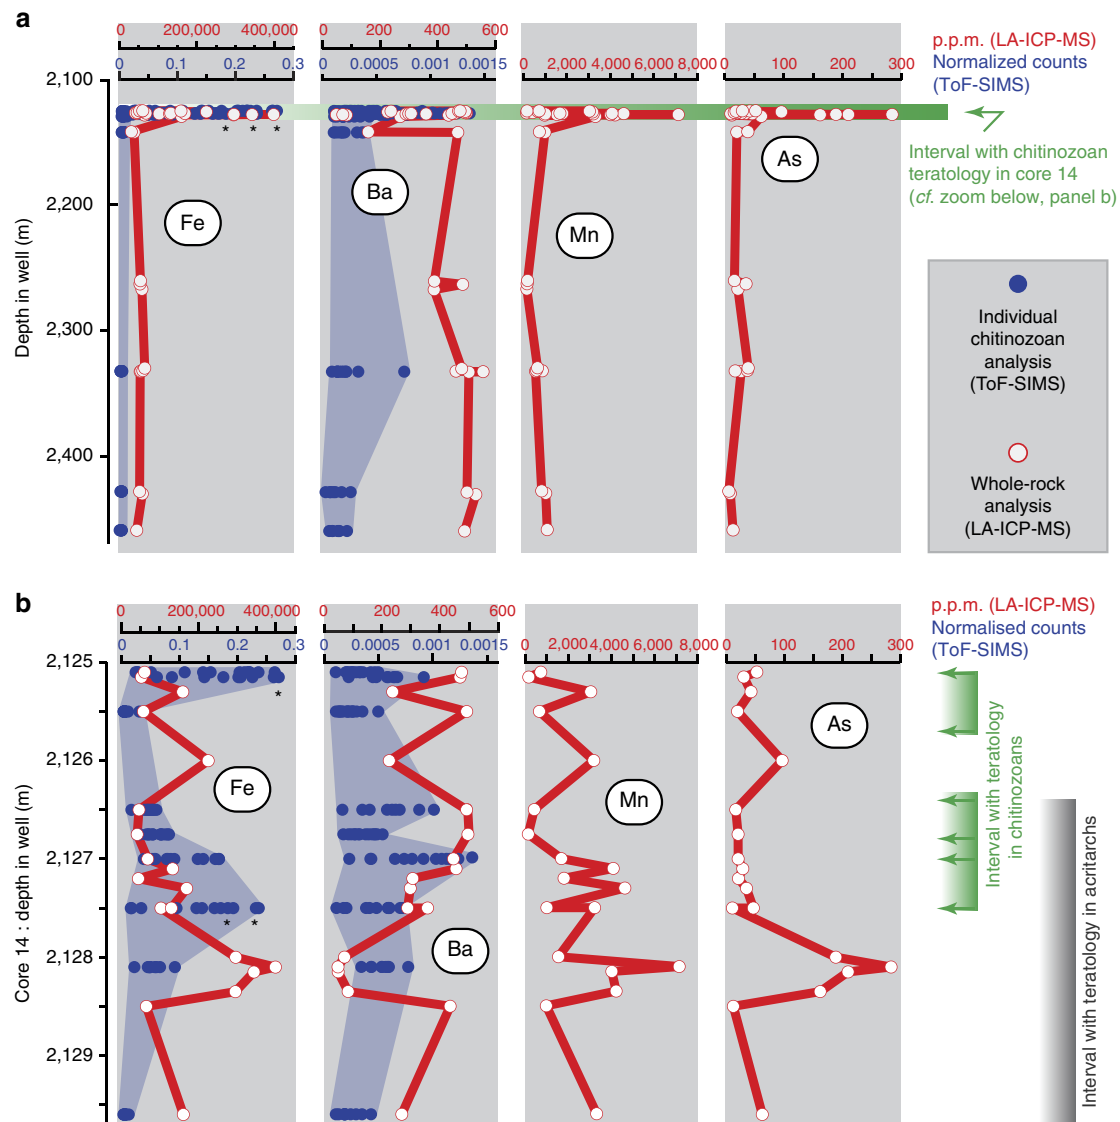 a
0 200,000 400,000
0 0.1 0.2 0.3
0 200 400 600
0 0.0005 0.001 0.0015
0 2,000 4,000 6,000 8,000
0 100 200 300
p.p.m. (LA-ICP-MS)
Normalized counts
(ToF-SIMS)
2,100
2,200
2,300
2,400
Depth in well (m)
* * *
Fe
Ba
Mn
As
Interval with chitinozoan
teratology in core 14
(cf. zoom below, panel b)
Individual
chitinozoan
analysis
(ToF-SIMS)
Whole-rock
analysis
(LA-ICP-MS)
b
0 200,000 400,000
0 0.1 0.2 0.3
0 200 400 600
0 0.0005 0.001 0.0015
0 2,000 4,000 6,000 8,000
0 100 200 300
p.p.m. (LA-ICP-MS)
Normalised counts
(ToF-SIMS)
2,125
2,126
2,127
2,128
2,129
Core 14 : depth in well (m)
*
* *
Fe
Ba
Mn
As
Interval with teratology
in chitinozoans
Interval with teratology in acritarchs